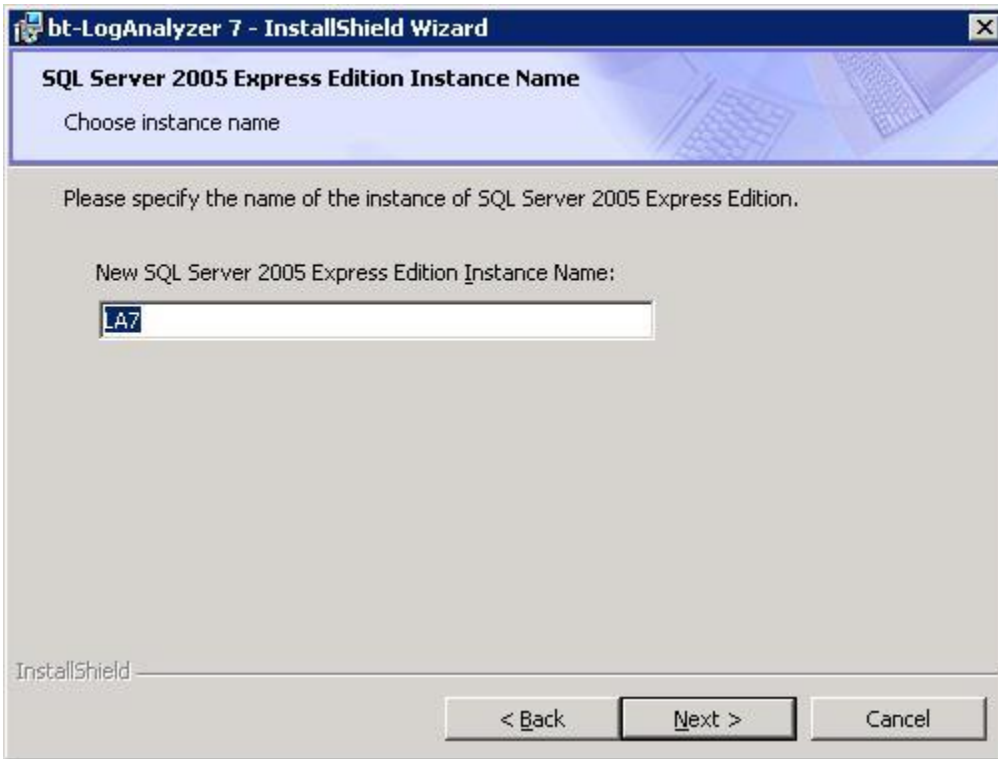 bt-LogAnalyzer 7 - InstallShield Wizard
SQL Server 2005 Express Edition Instance Name
Choose instance name
Please specify the name of the instance of SQL Server 2005 Express Edition.
New SQL Server 2005 Express Edition Instance Name:
LA7
InstallShield
< Back Next > Cancel